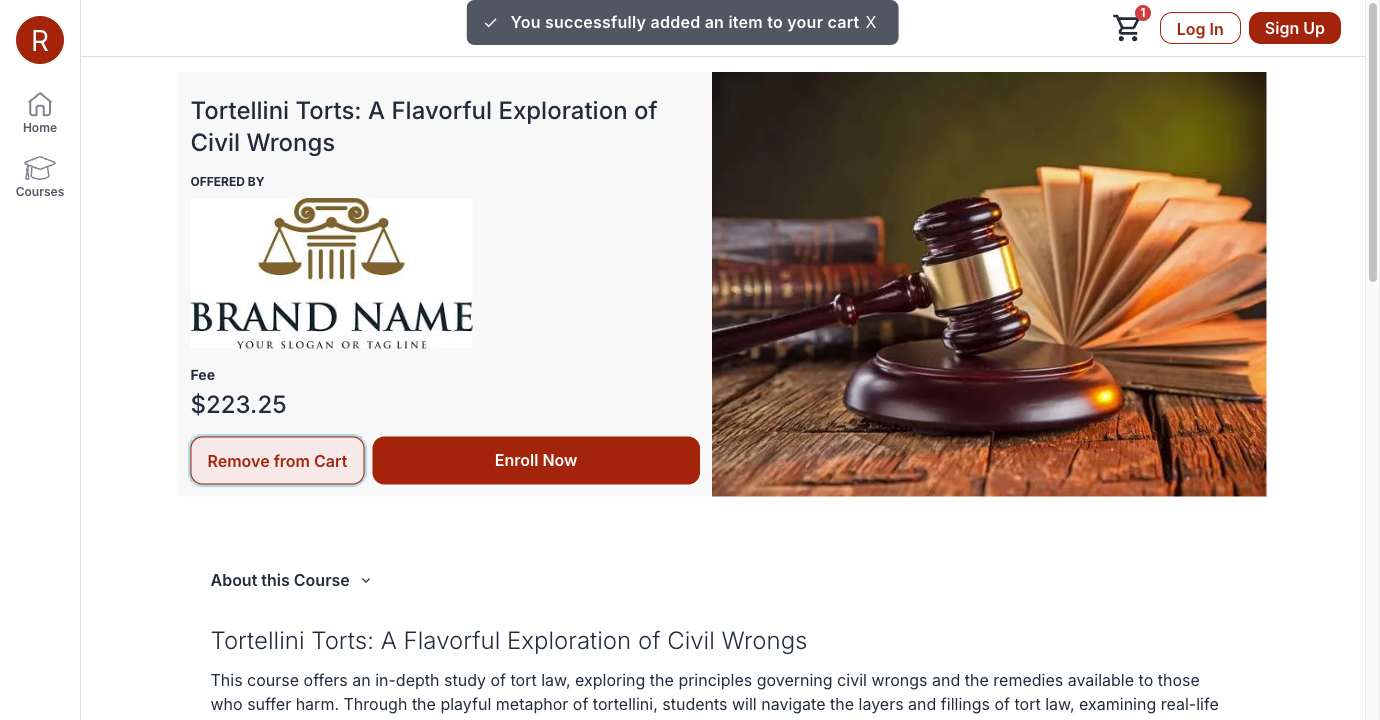 R
Home
Courses
You successfully added an item to your cart X
1
Log In
Sign Up
Tortellini Torts: A Flavorful Exploration of
Civil Wrongs
OFFERED BY
BRAND NAME
YOUR SLOGAN OR TAG LINE
Fee
$223.25
Remove from Cart
Enroll Now
About this Course
Tortellini Torts: A Flavorful Exploration of Civil Wrongs
This course offers an in-depth study of tort law, exploring the principles governing civil wrongs and the remedies available to those
who suffer harm. Through the playful metaphor of tortellini, students will navigate the layers and fillings of tort law, examining real-life